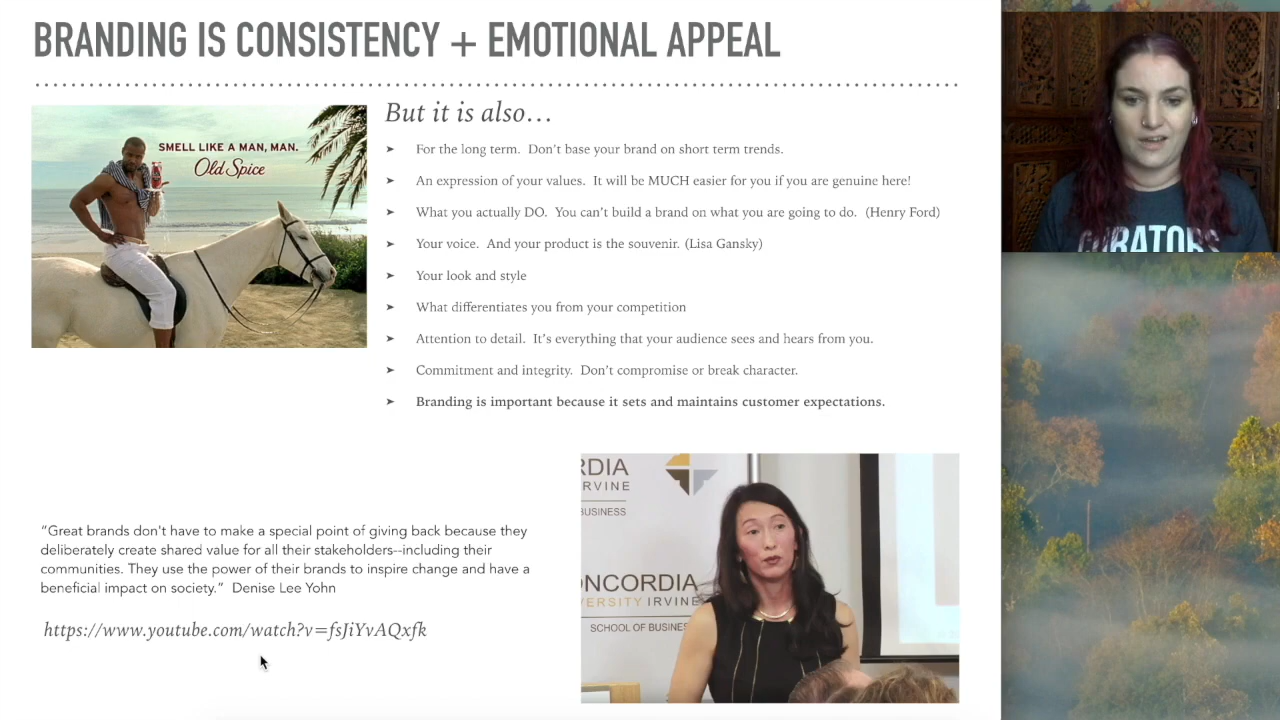 BRANDING IS CONSISTENCY + EMOTIONAL APPEAL
SMELL LIKE A MAN, MAN.
Old Spice
But it is also…
➤ For the long term. Don't base your brand on short term trends.
➤ An expression of your values. It will be MUCH easier for you if you are genuine here!
➤ What you actually DO. You can't build a brand on what you are going to do. (Henry Ford)
➤ Your voice. And your product is the souvenir. (Lisa Gansky)
➤ Your look and style
➤ What differentiates you from your competition
➤ Attention to detail. It's everything that your audience sees and hears from you.
➤ Commitment and integrity. Don't compromise or break character.
➤ Branding is important because it sets and maintains customer expectations.
“Great brands don't have to make a special point of giving back because they
deliberately create shared value for all their stakeholders--including their
communities. They use the power of their brands to inspire change and have a
beneficial impact on society.” Denise Lee Yohn
https://www.youtube.com/watch?v=fsJiYvAQxfk
RDIA
IRVINE
BUSINESS
ONCORDIA
VERSITY IRVINE
SCHOOL OF BUSINES
CURATORS